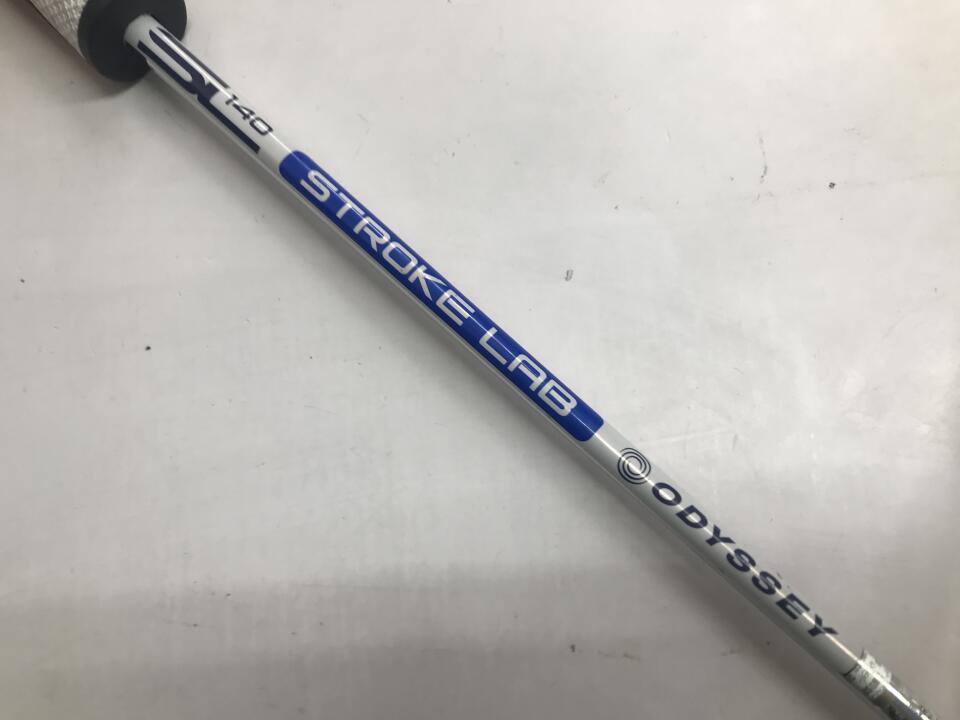 SL 140
STROKE LAB
ODYSSEY